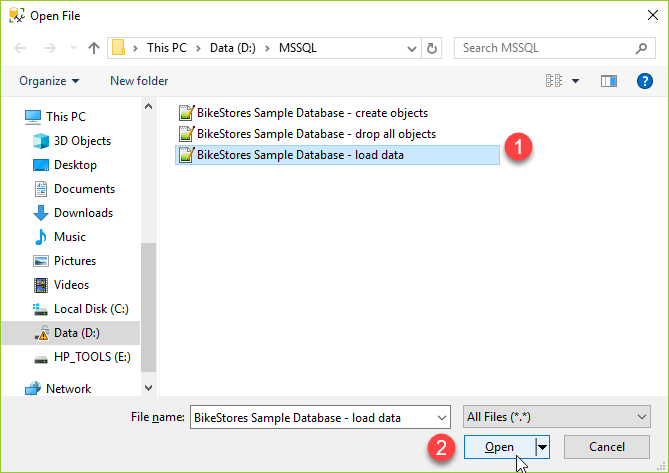 Open File
This PC > Data (D:) > MSSQL
Search MSSQL
Organize
New folder
?
This PC
3D Objects
Desktop
Documents
Downloads
Music
Pictures
Videos
Local Disk (C:)
Data (D:)
HP_TOOLS (E:)
Network
BikeStores Sample Database - create objects
BikeStores Sample Database - drop all objects
BikeStores Sample Database - load data
1
File name: BikeStores Sample Database - load data
All Files (*.*)
2
Open
Cancel